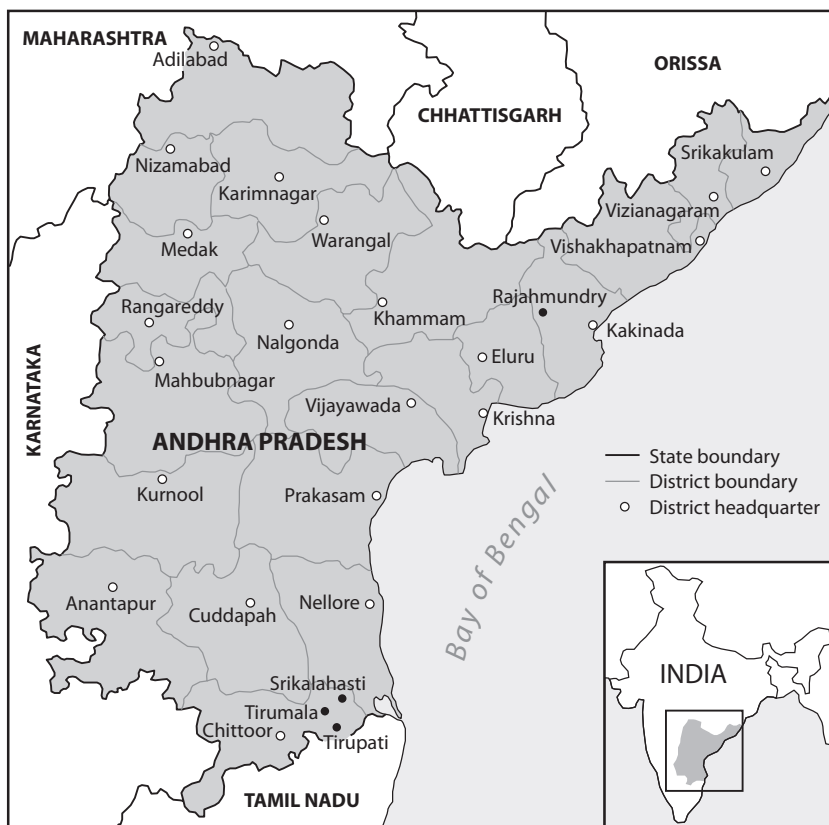 MAHARASHTRA
Adilabad
ORISSA
CHHATTISGARH
Srikakulam
Nizamabad
Karimnagar
Vizianagaram
Warangal
Medak
Vishakhapatnam
Rangareddy
Rajahmundry
Khammam
Kakinada
Nalgonda
Eluru
Mahbubnagar
KARNATAKA
Vijayawada
Krishna
ANDHRA PRADESH
State boundary
District boundary
District headquarter
Kurnool
Prakasam
Bay of Bengal
Anantapur
Cuddapah
Nellore
Srikalahasti
Tirumala
Chittoor
Tirupati
TAMIL NADU
INDIA